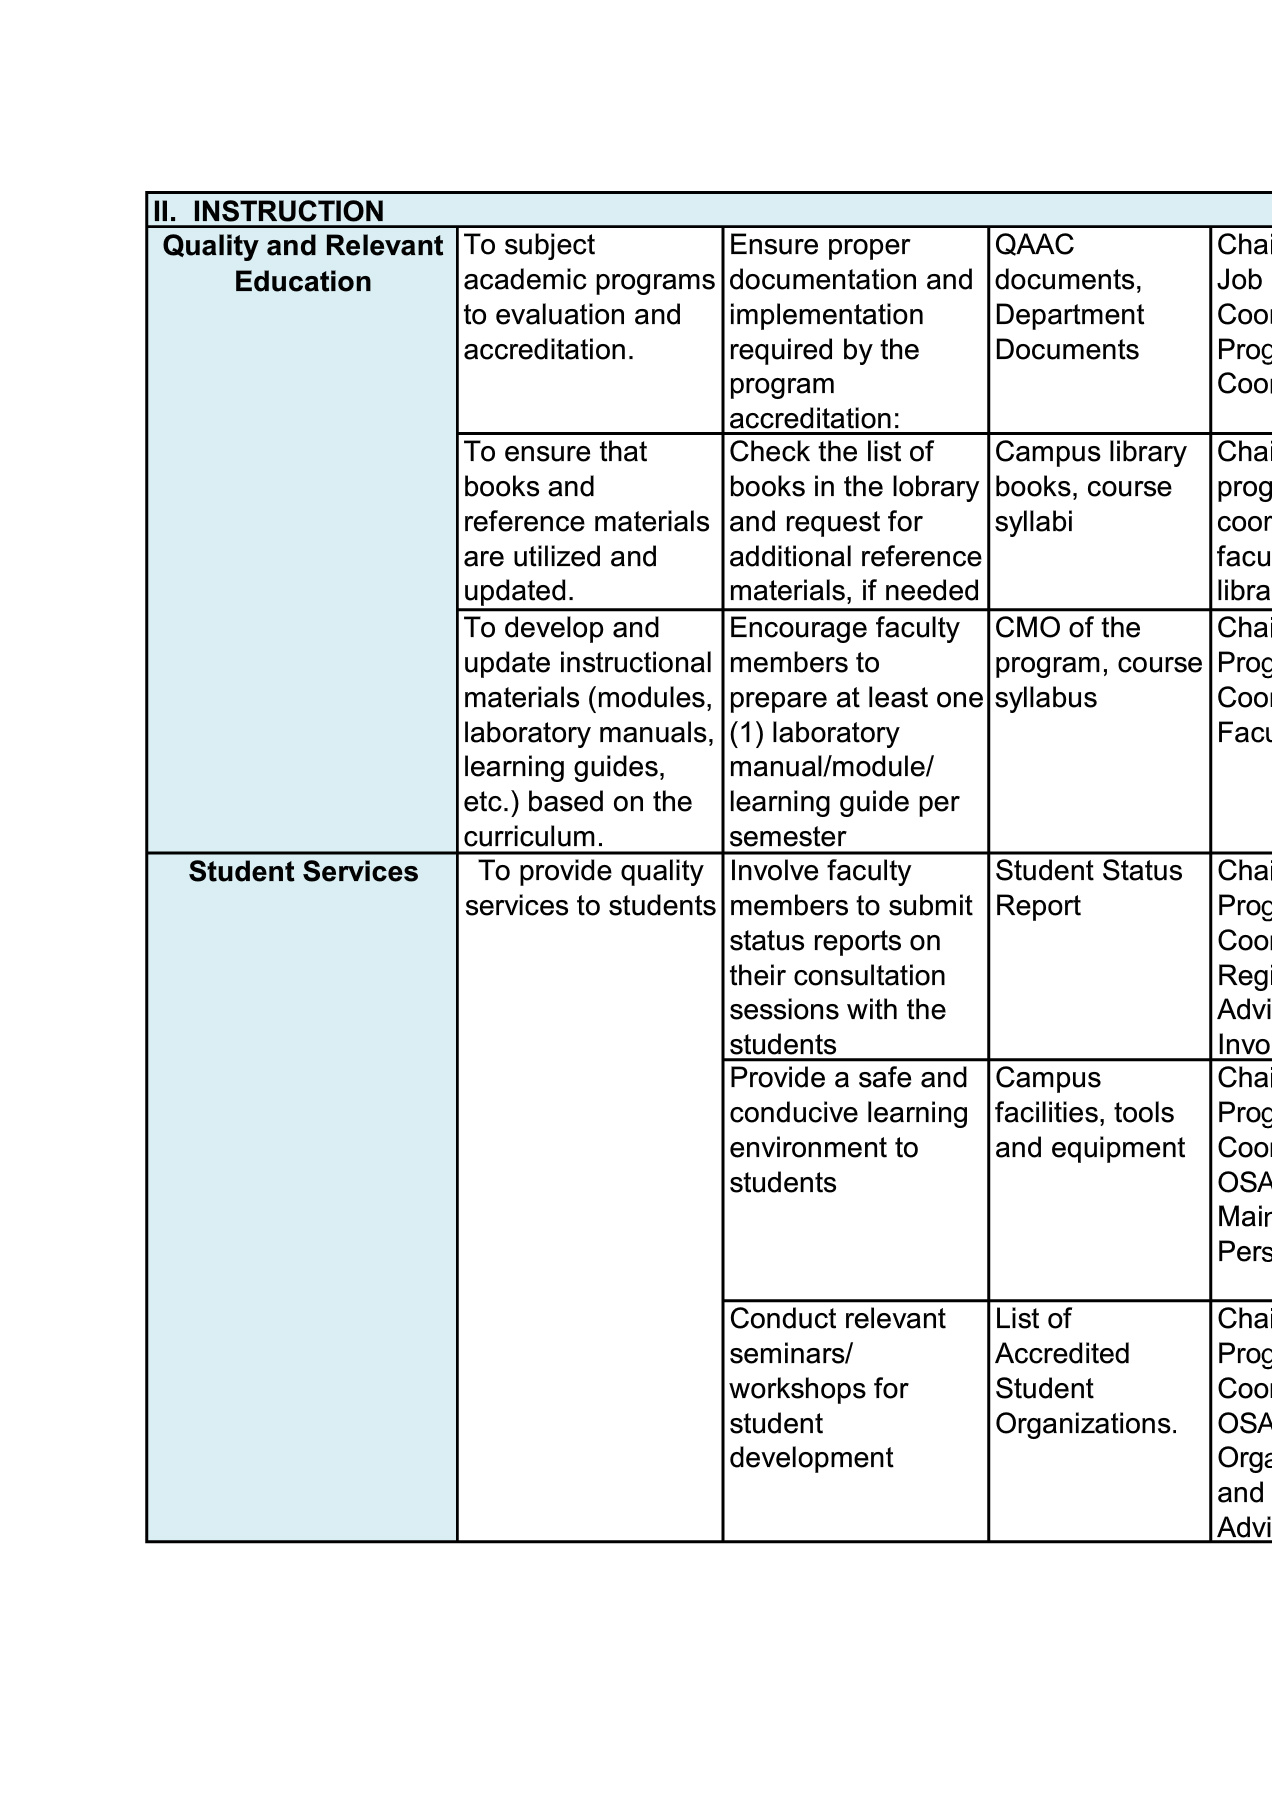 II. INSTRUCTION
Quality and Relevant
Education
To subject
academic programs
to evaluation and
accreditation.
Ensure proper
documentation and
implementation
required by the
program
accreditation:
QAAC
documents,
Department
Documents
Chai
Job
Coor
Prog
Coor
To ensure that
books and
reference materials
are utilized and
updated.
Check the list of
books in the lobrary
and request for
additional reference
materials, if needed
Campus library
books, course
syllabi
Chai
prog
coor
facu
libra
To develop and
update instructional
materials (modules,
laboratory manuals,
learning guides,
etc.) based on the
curriculum.
Encourage faculty
members to
prepare at least one
(1) laboratory
manual/module/
learning guide per
semester
CMO of the
program, course
syllabus
Chai
Prog
Coor
Facu
Student Services
To provide quality
services to students
Involve faculty
members to submit
status reports on
their consultation
sessions with the
students
Student Status
Report
Chai
Prog
Coor
Regi
Advi
Invo
Provide a safe and
conducive learning
environment to
students
Campus
facilities, tools
and equipment
Chai
Prog
Coor
OSA
Main
Pers
Conduct relevant
seminars/
workshops for
student
development
List of
Accredited
Student
Organizations.
Chai
Prog
Coor
OSA
Orga
and
Advi